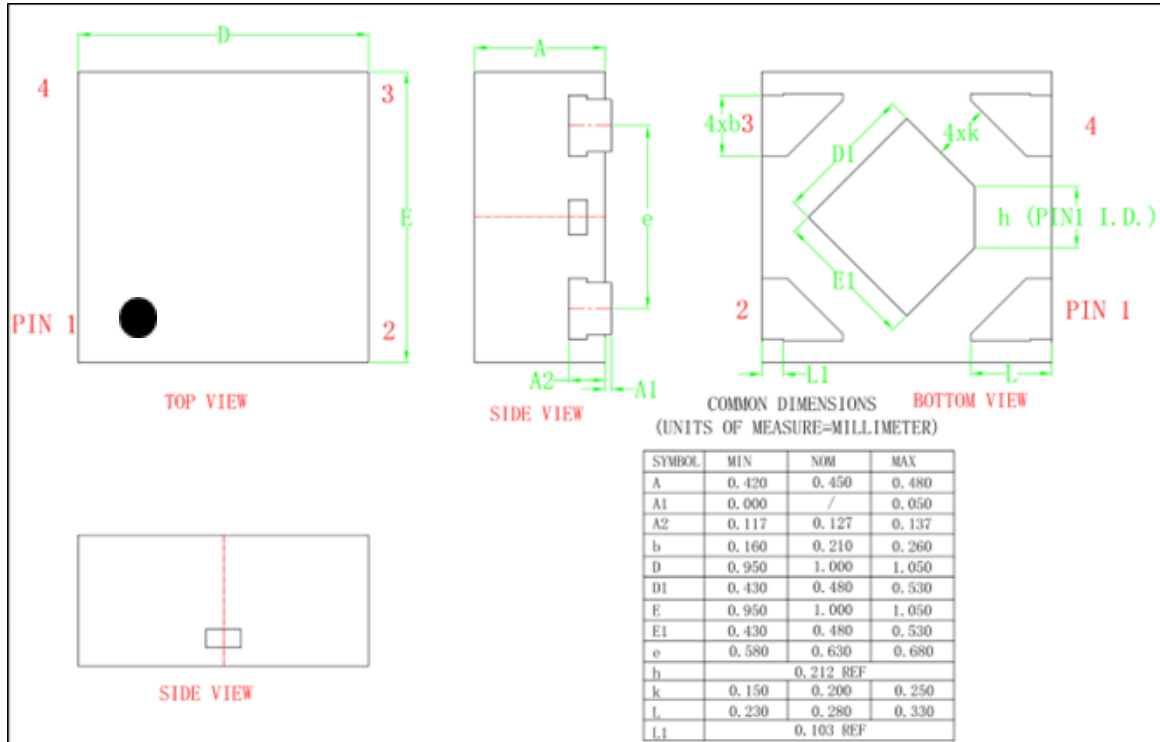 D
4
3
E
PIN 1
2
TOP VIEW
A
e
A2
A1
SIDE VIEW
4xb
3
D1
4xk
4
h (PIN1 I.D.)
E1
2
PIN 1
L1
L
BOTTOM VIEW
COMMON DIMENSIONS
(UNITS OF MEASURE=MILLIMETER)
SYMBOL MIN NOM MAX
A 0.420 0.450 0.480
A1 0.000 / 0.050
A2 0.117 0.127 0.137
b 0.160 0.210 0.260
D 0.950 1.000 1.050
D1 0.430 0.480 0.530
E 0.950 1.000 1.050
E1 0.430 0.480 0.530
e 0.580 0.630 0.680
h 0.212 REF
k 0.150 0.200 0.250
L 0.230 0.280 0.330
L1 0.103 REF
SIDE VIEW